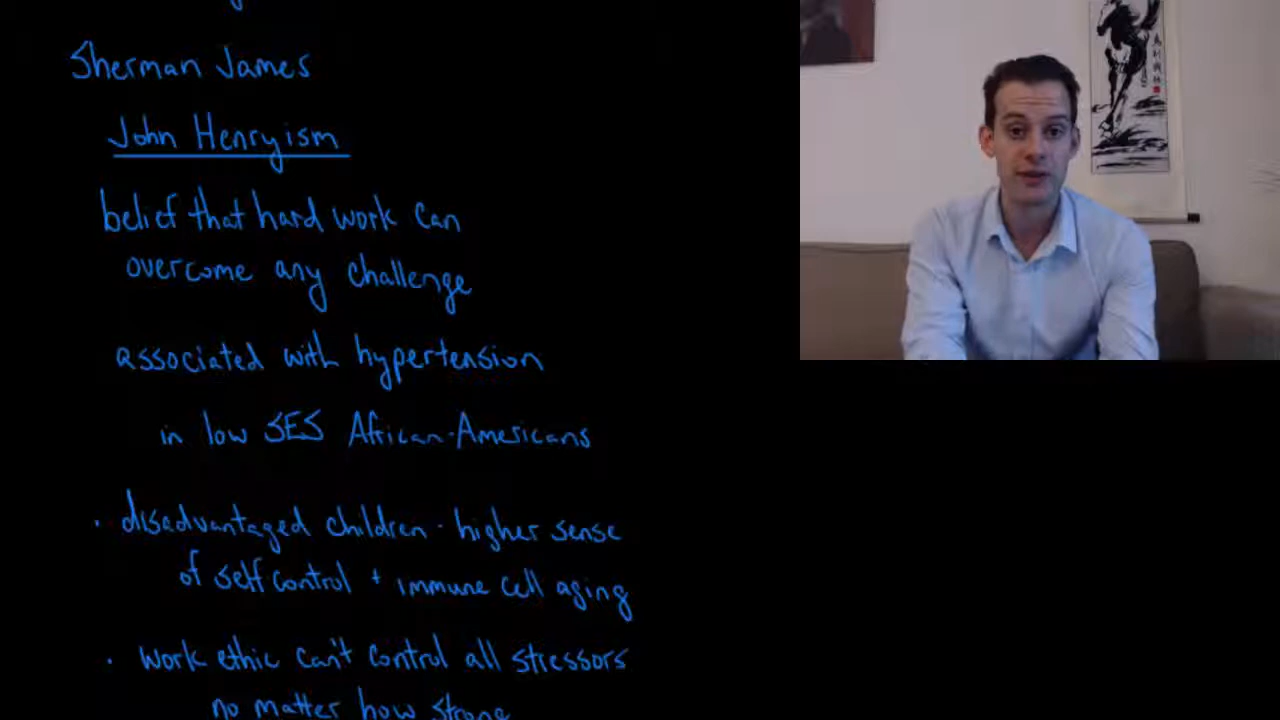 Sherman James
John Henryism
belief that hard work can
overcome any challenge
associated with hypertension
in low SES African-Americans
• disadvantaged children - higher sense
of self control + immune cell aging
• work ethic can't control all stressors
no matter how strong